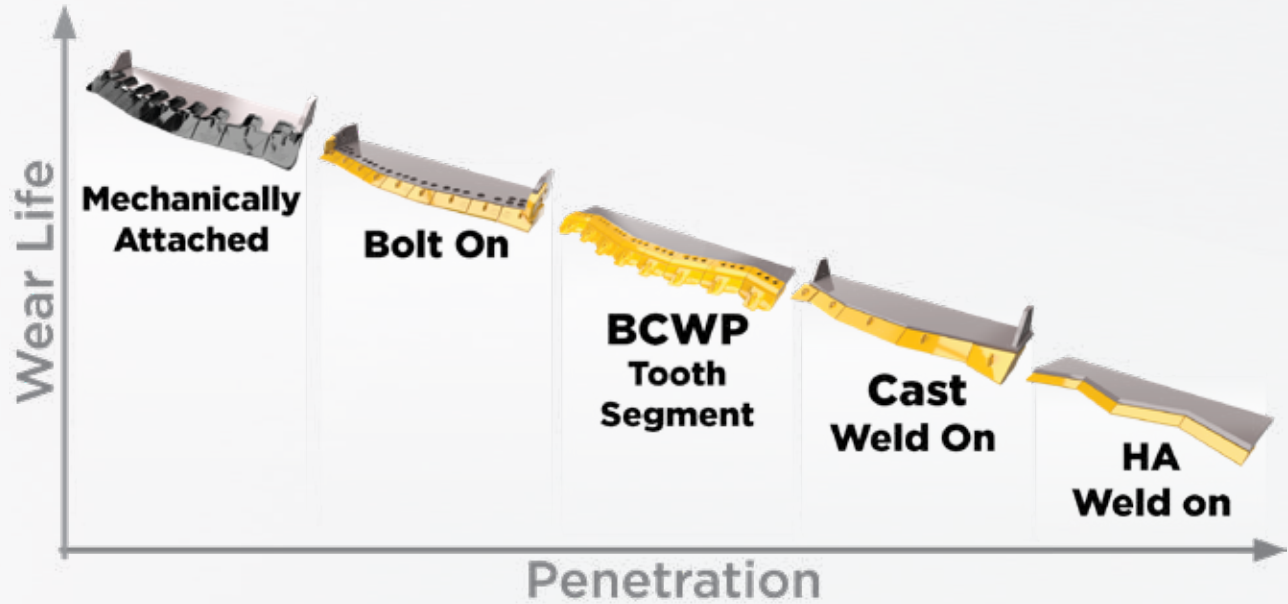 Wear Life
Mechanically
Attached
Bolt On
BCWP
Tooth
Segment
Cast
Weld On
HA
Weld on
Penetration